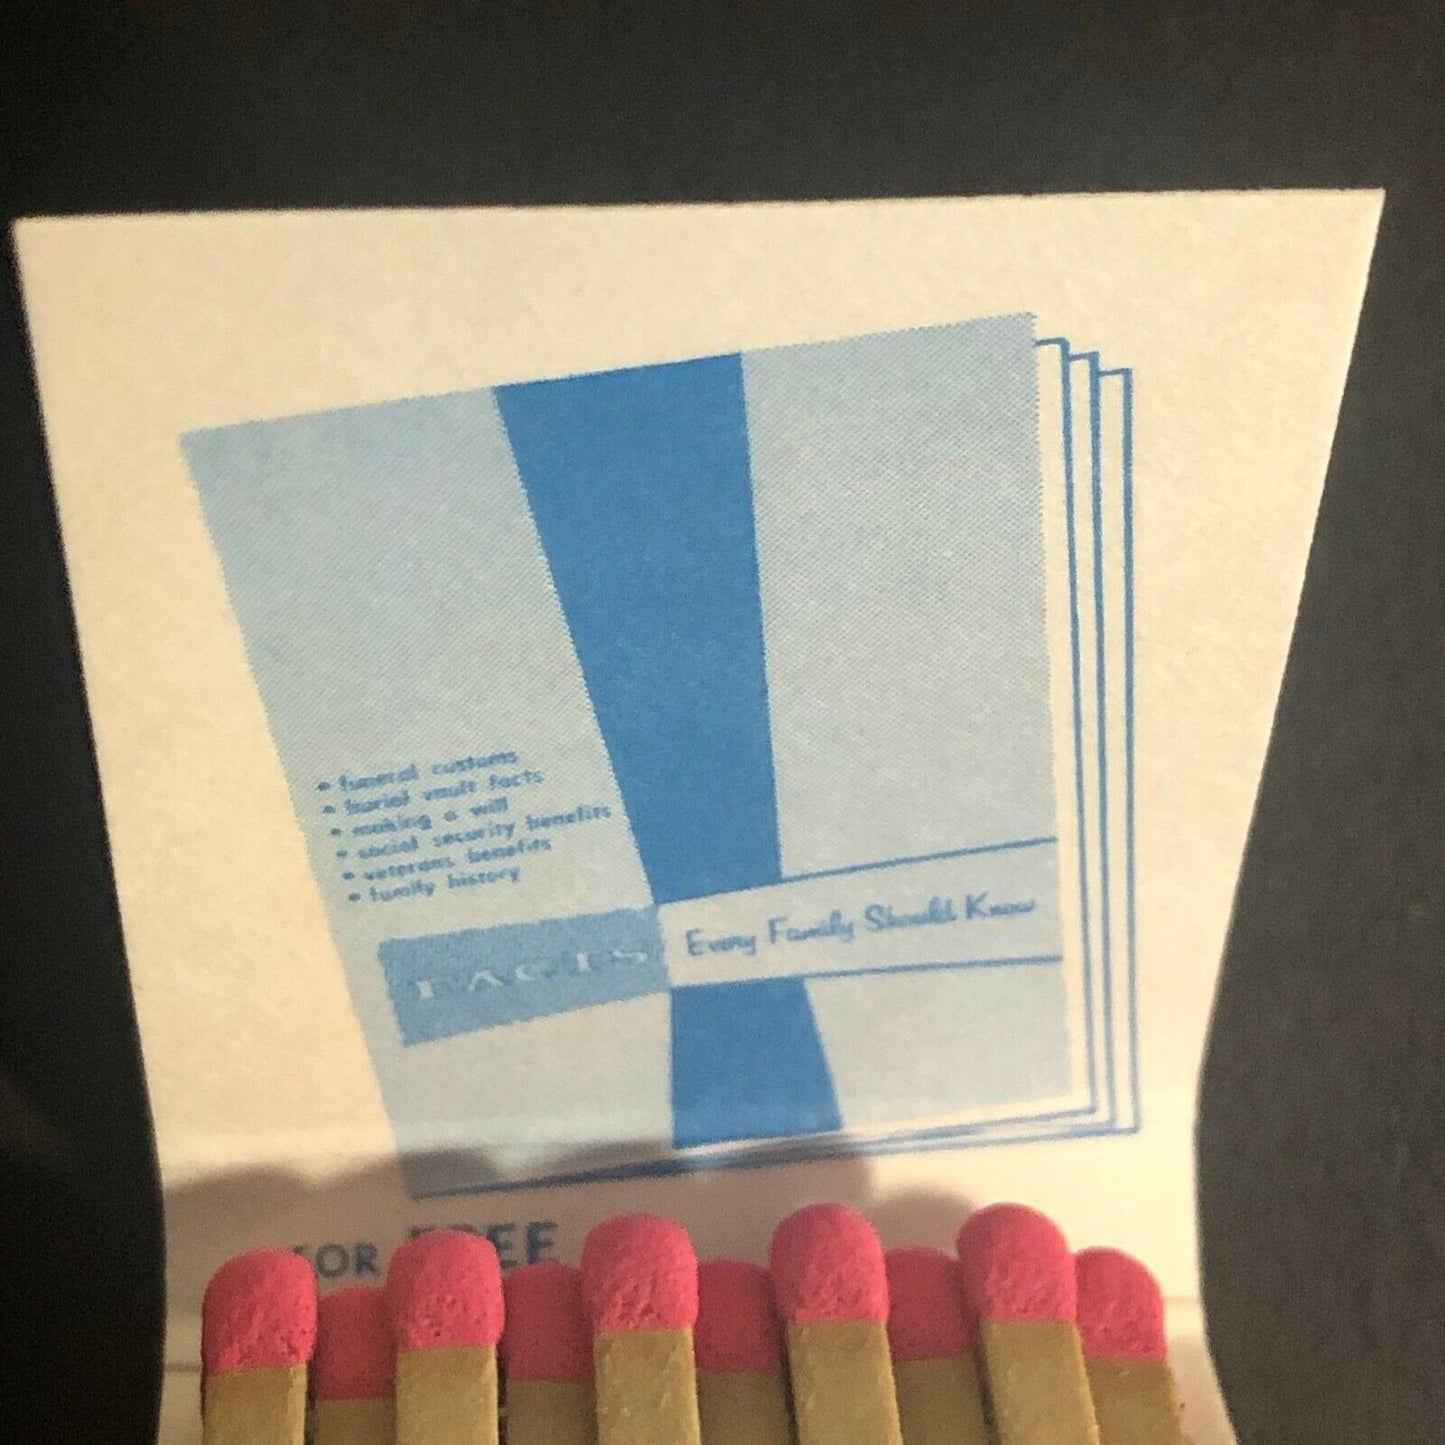 • funeral customs
• burial vault facts
• making a will
• social security benefits
• veterans benefits
• family history
FACTS Every Family Should Know
FOR FREE